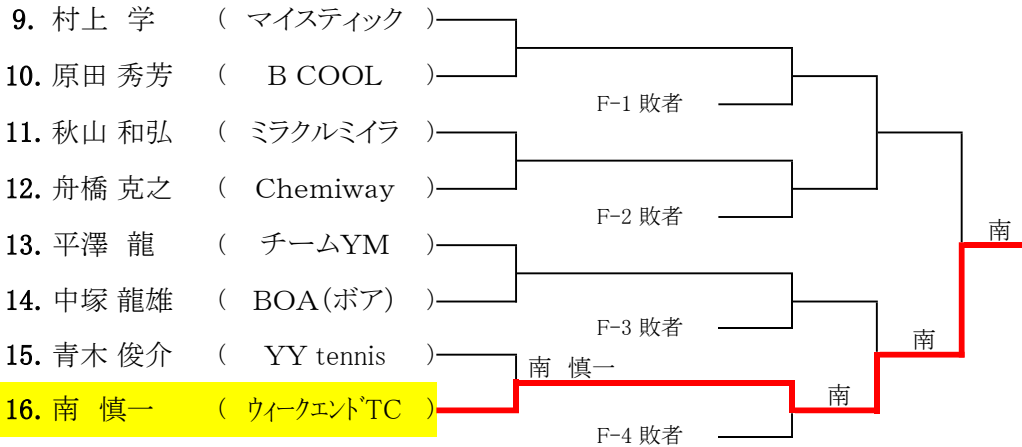 9. 村上 学 ( マイスティック )
10. 原田 秀芳 ( B COOL )
F-1 敗者
11. 秋山 和弘 ( ミラクルミイラ )
12. 舟橋 克之 ( Chemiway )
F-2 敗者
13. 平澤 龍 ( チームYM )
南
14. 中塚 龍雄 ( BOA(ボア) )
F-3 敗者
南
15. 青木 俊介 ( YY tennis )
南 慎一
南
16. 南 慎一 ( ウィークエンドTC )
F-4 敗者